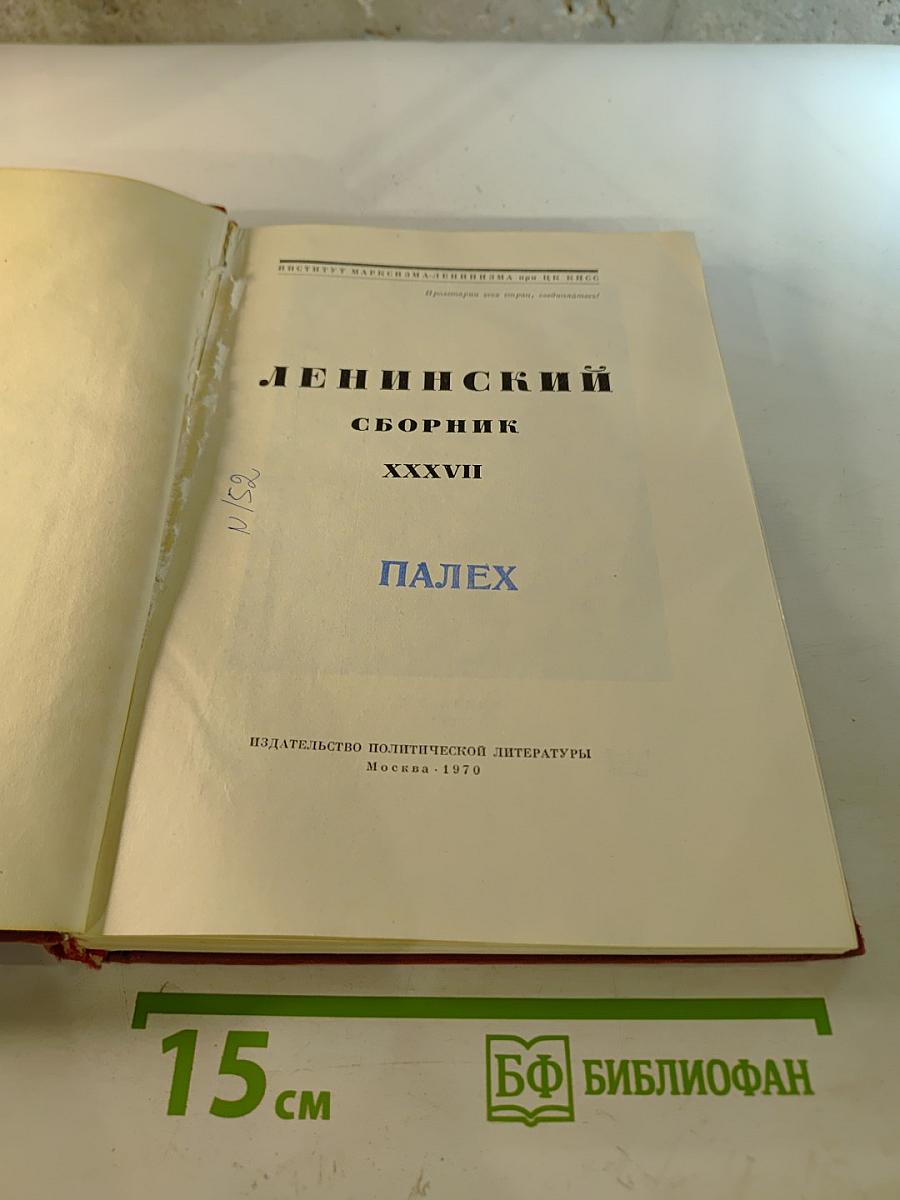 ИНСТИТУТ МАРКСИЗМА-ЛЕНИНИЗМА при ЦК КПСС
Пролетарии всех стран, соединяйтесь!
ЛЕНИНСКИЙ
СБОРНИК
XXXVII
N152
ПАЛЕХ
ИЗДАТЕЛЬСТВО ПОЛИТИЧЕСКОЙ ЛИТЕРАТУРЫ
Москва · 1970
15 см
БФ БИБЛИОФАН